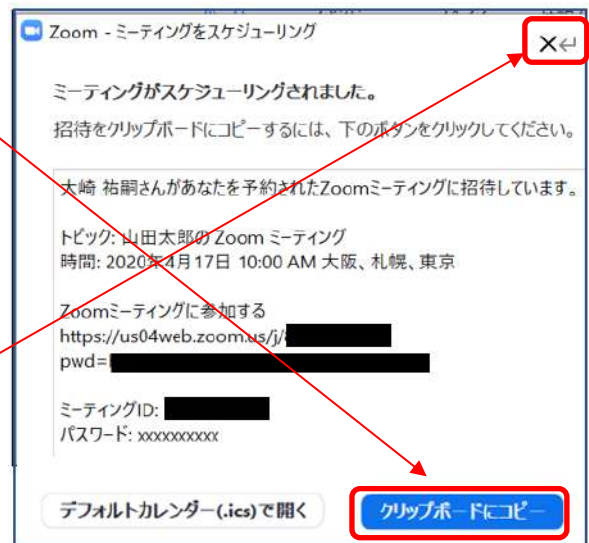 Zoom - ミーティングをスケジューリング
×↵
ミーティングがスケジューリングされました。
招待をクリップボードにコピーするには、下のボタンをクリックしてください。
大崎 祐嗣さんがあなたを予約されたZoomミーティングに招待しています。
トピック: 山田太郎の Zoom ミーティング
時間: 2020年4月17日 10:00 AM 大阪、札幌、東京
Zoomミーティングに参加する
https://us04web.zoom.us/j/
pwd=
ミーティングID:
パスワード: xxxxxxxxxx
デフォルトカレンダー(.ics)で開く
クリップボードにコピー